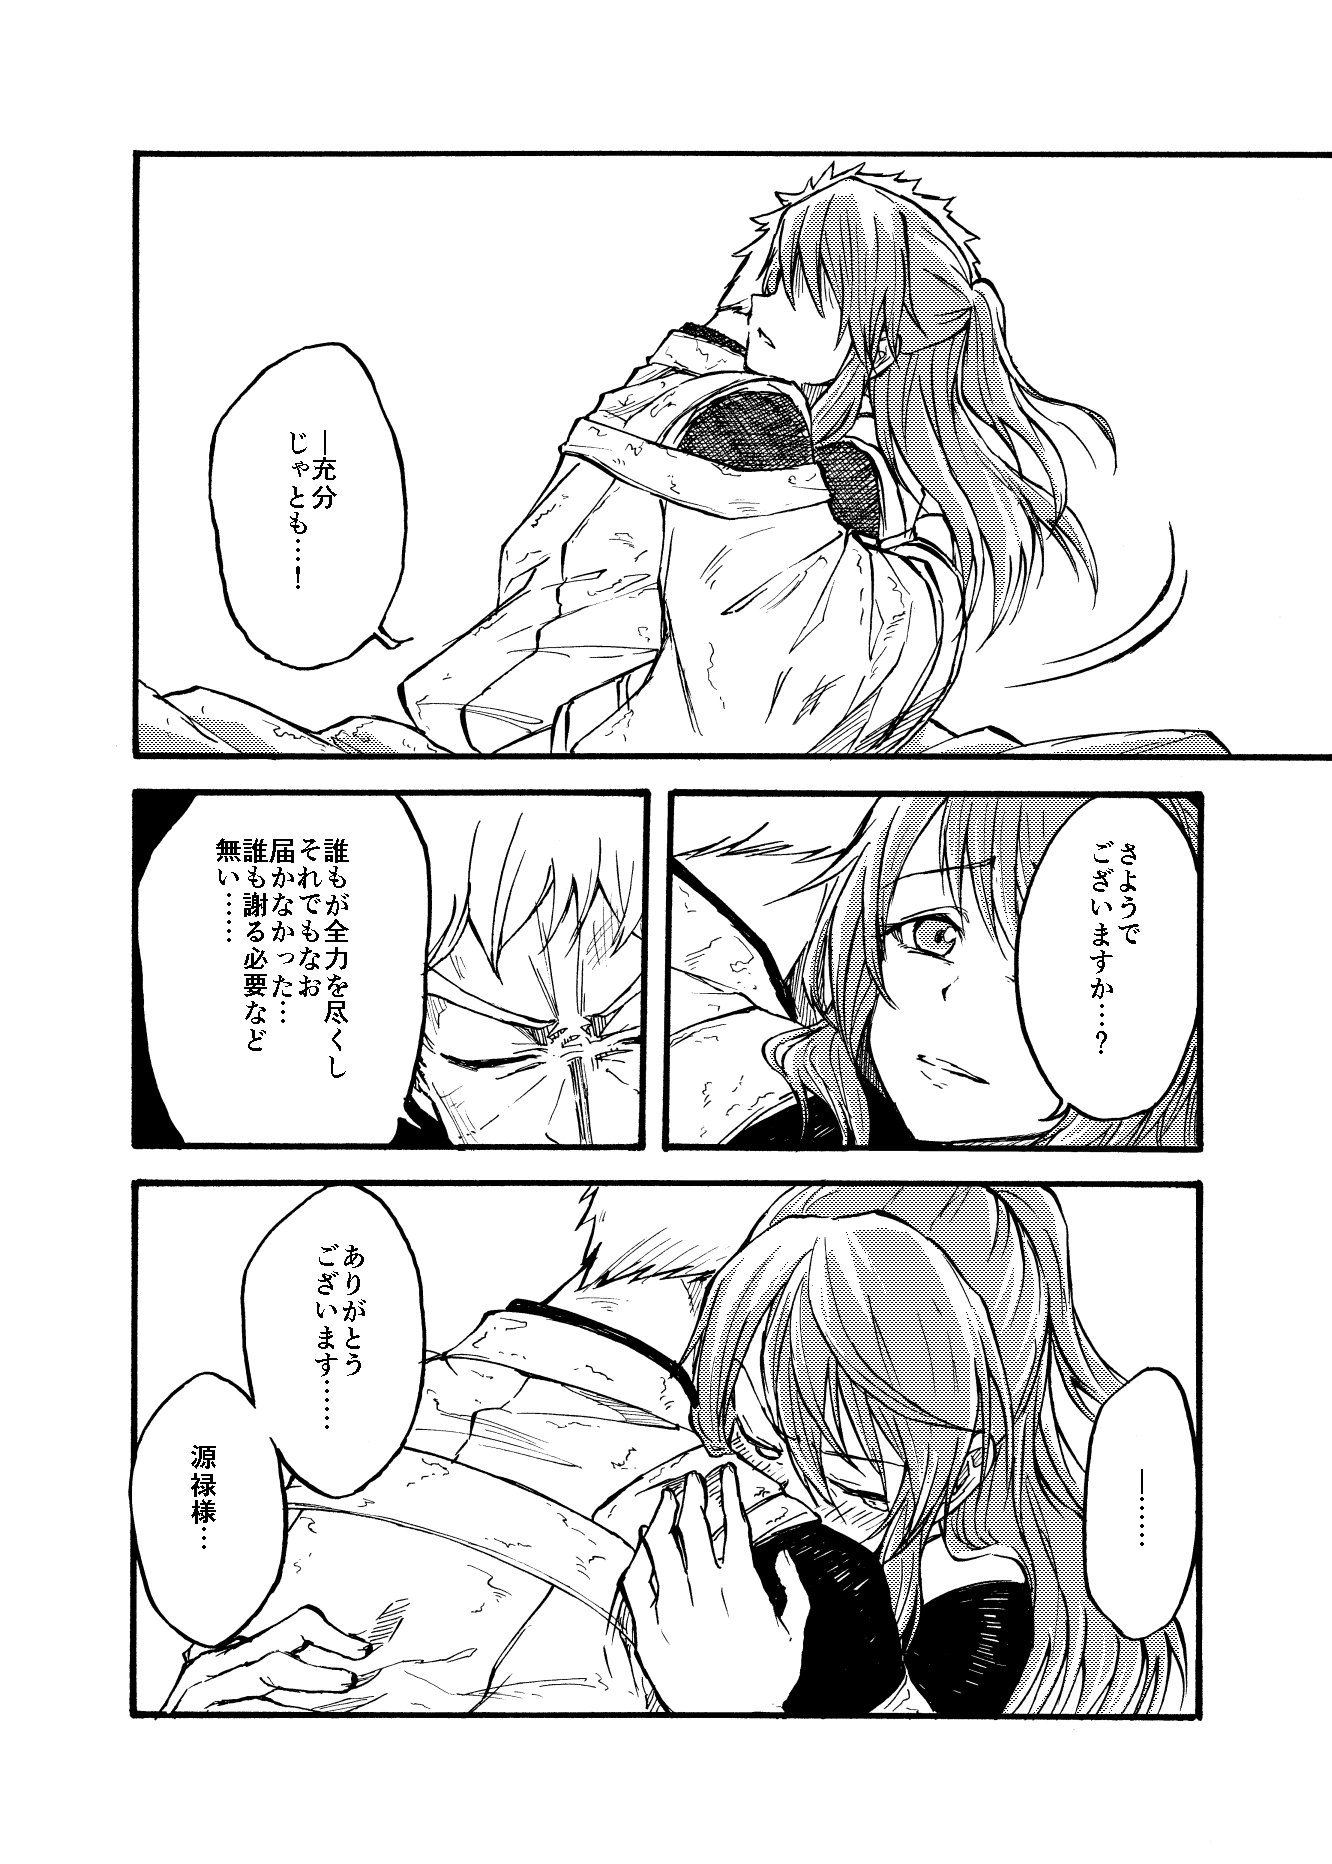 ―充分
じゃとも…！
さようで
ございますか…？
誰もが全力を尽くし
それでもなお
届かなかった…
誰も謝る必要など
無い……
―……
ありがとう
ございます……
源禄様…